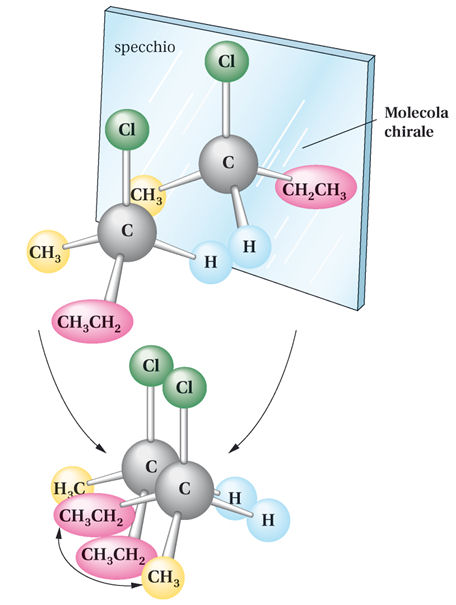 specchio
Cl
Molecola
chirale
Cl
C
CH₃
CH₂CH₃
C
H
CH₃
H
CH₃CH₂
Cl
Cl
C
H₃C
C
H
CH₃CH₂
H
CH₃CH₂
CH₃